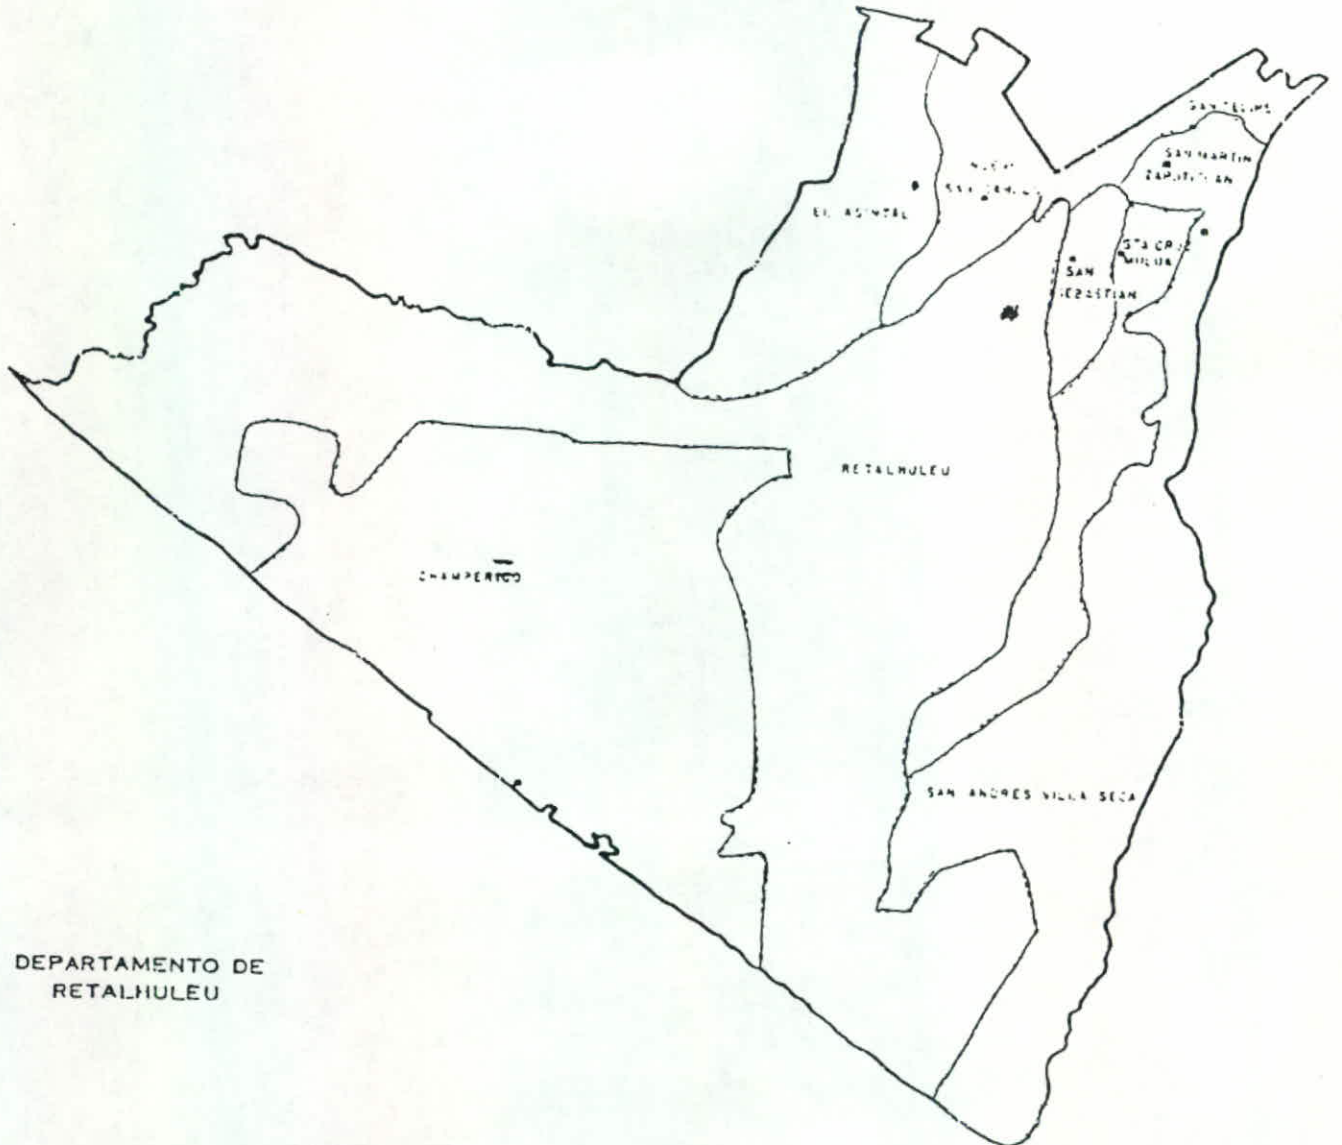 SAN FELIPE
SAN MARTIN
ZAPOTITLAN
NUEVO
SAN CARLOS
EL ASINTAL
STA CRUZ
MULUA
SAN
SEBASTIAN
RETALHULEU
CHAMPERICO
SAN ANDRES VILLA SECA
DEPARTAMENTO DE
RETALHULEU